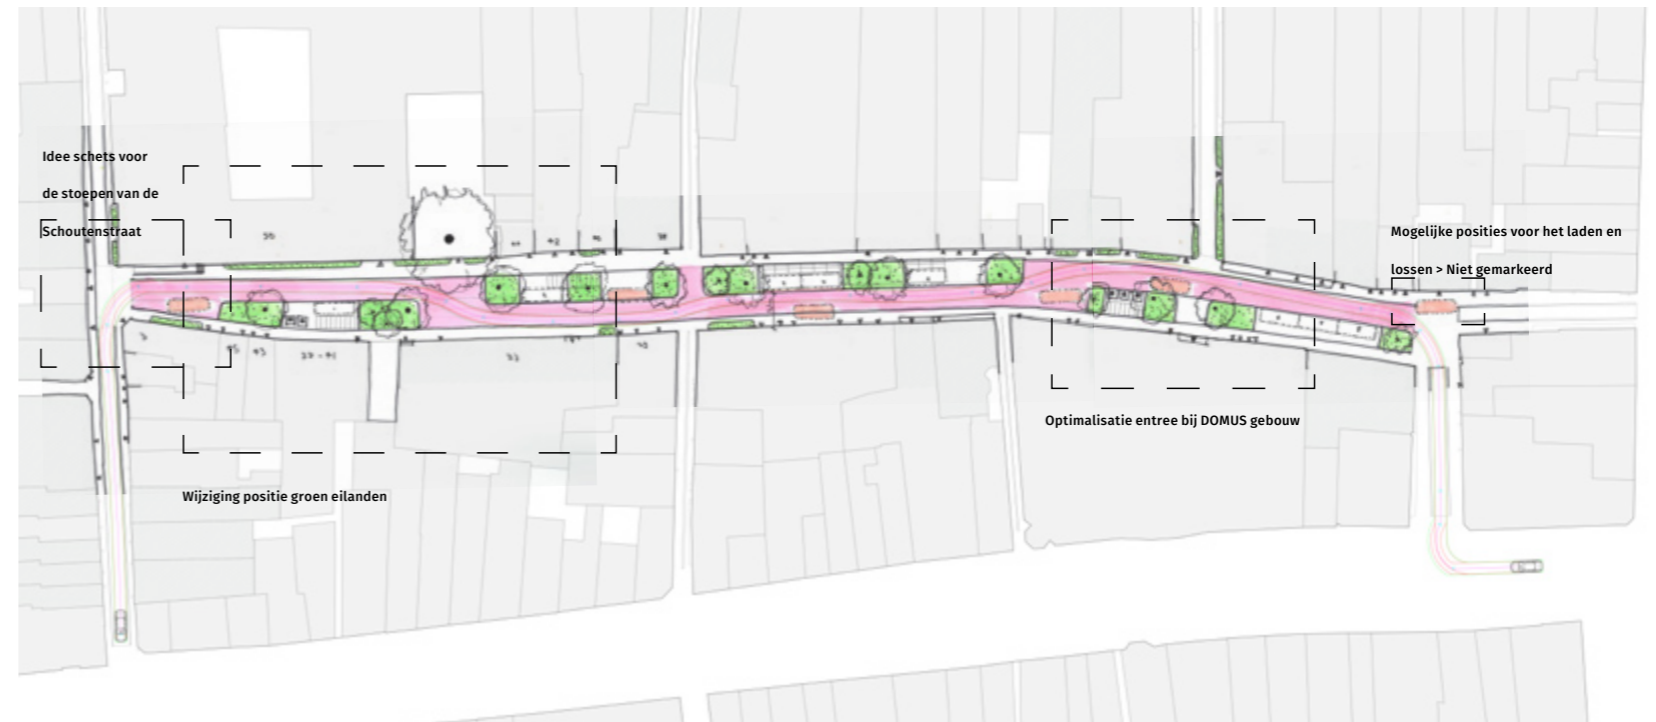 Idee schets voor
de stoepen van de
Schoutenstraat
Mogelijke posities voor het laden en
lossen > Niet gemarkeerd
Optimalisatie entree bij DOMUS gebouw
Wijziging positie groen eilanden